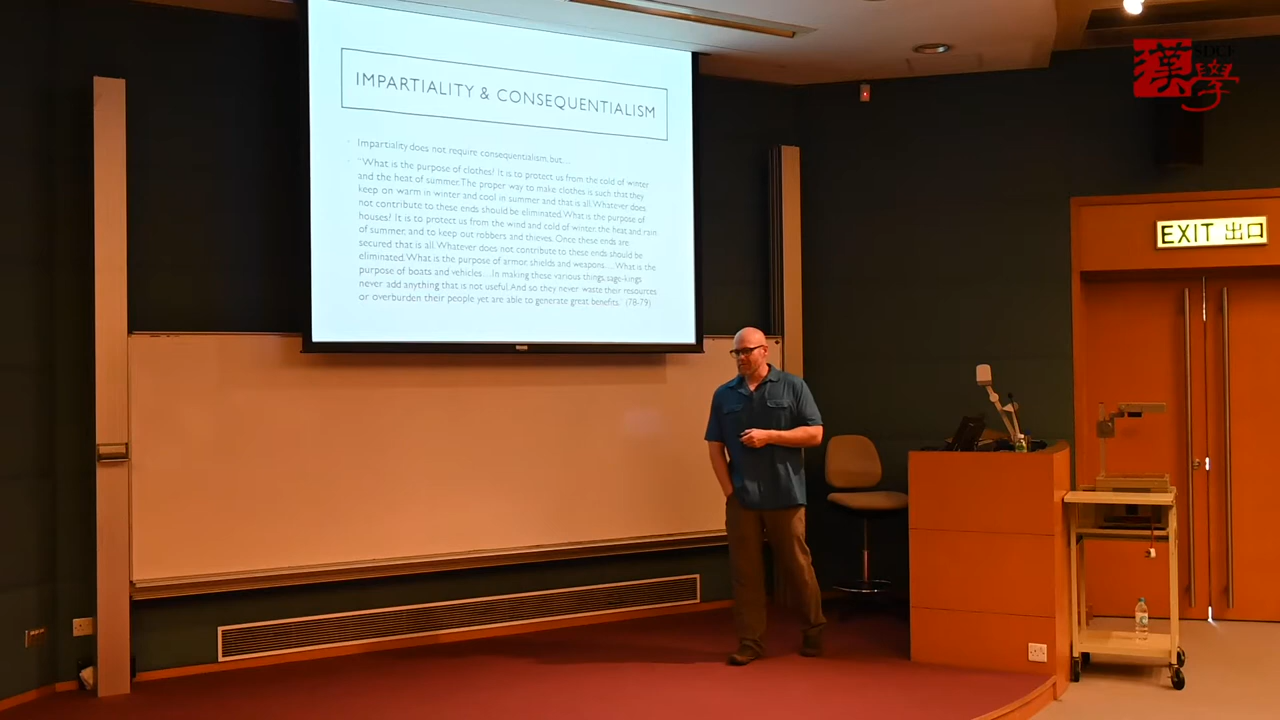 IMPARTIALITY & CONSEQUENTIALISM
Impartiality does not require consequentialism, but…
"What is the purpose of clothes? It is to protect us from the cold of winter
and the heat of summer. The proper way to make clothes is such that they
keep on warm in winter and cool in summer and that is all. Whatever does
not contribute to these ends should be eliminated. What is the purpose of
houses? It is to protect us from the wind and cold of winter, the heat and rain
of summer, and to keep out robbers and thieves. Once these ends are
secured that is all. Whatever does not contribute to these ends should be
eliminated. What is the purpose of armor, shields and weapons… What is the
purpose of boats and vehicles… In making these various things, sage-kings
never add anything that is not useful. And so they never waste their resources
or overburden their people yet are able to generate great benefits." (78-79)
漢學
SDCF
EXIT 出口